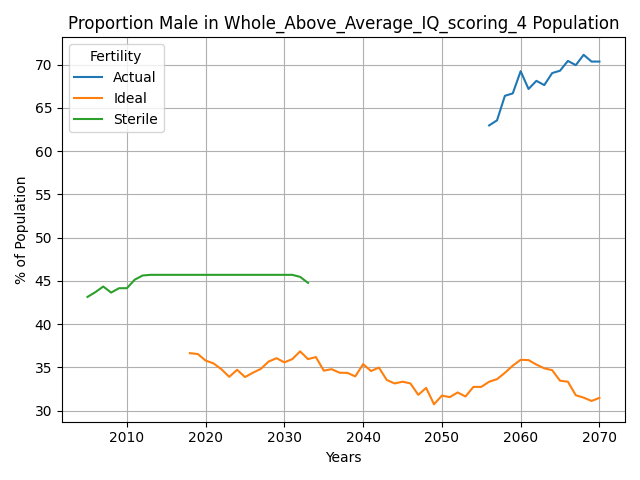 Proportion Male in Whole_Above_Average_IQ_scoring_4 Population
Fertility
Actual
Ideal
Sterile
% of Population
70
65
60
55
50
45
40
35
30
2010
2020
2030
2040
2050
2060
2070
Years